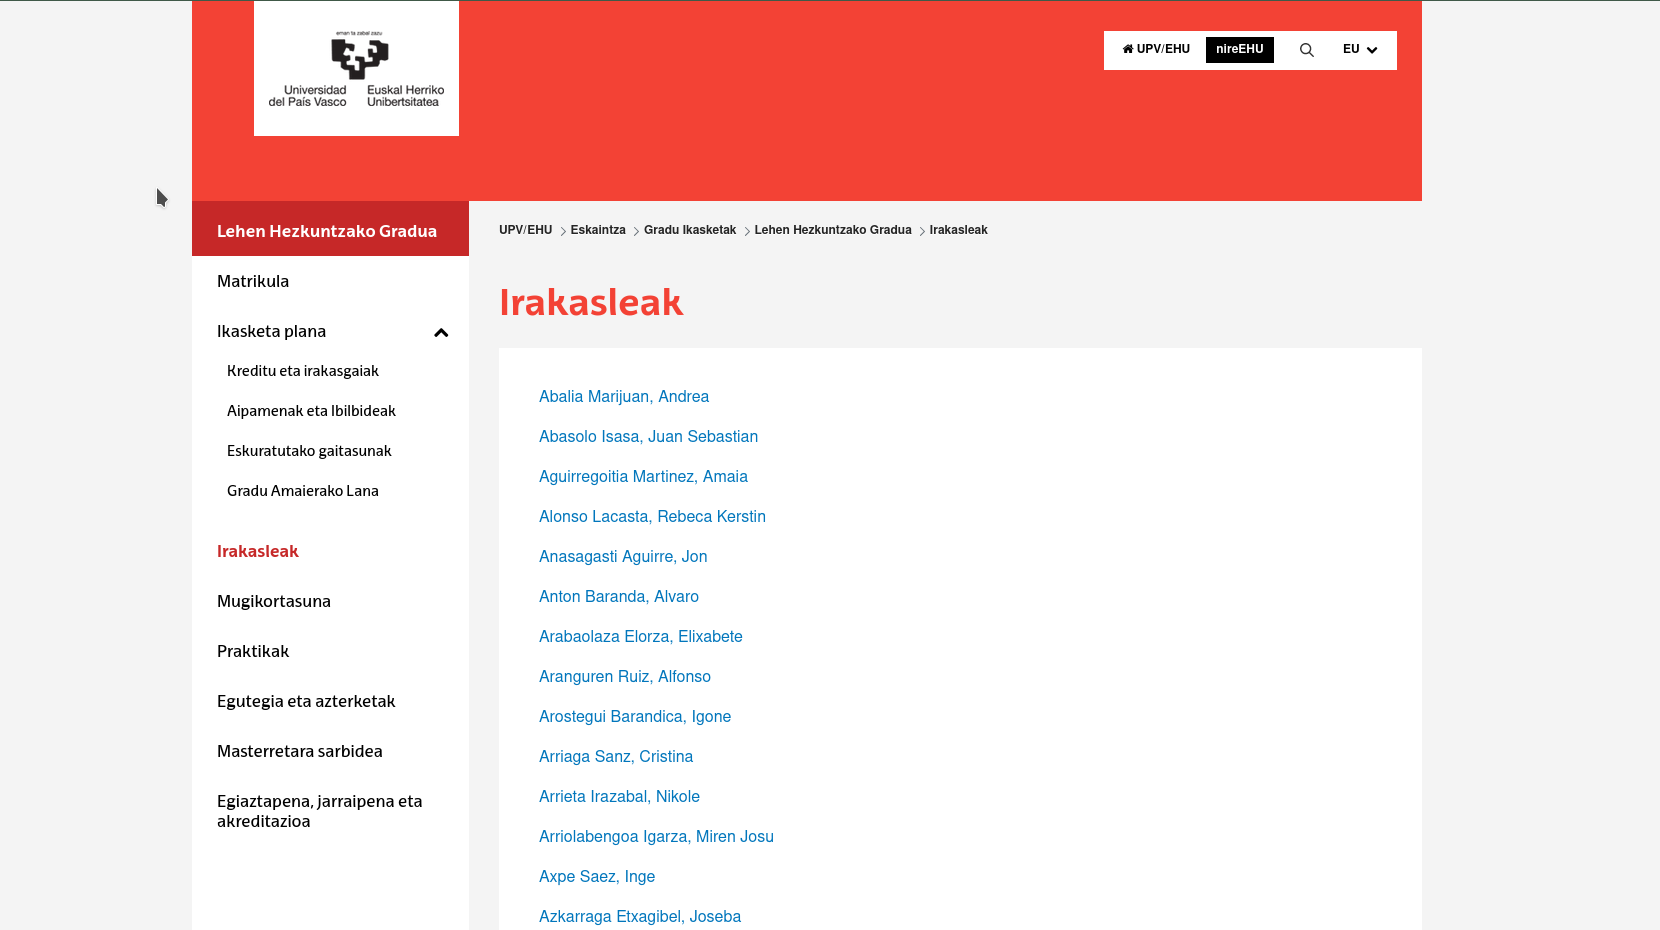 eman ta zabal zazu
Universidad del País Vasco
Euskal Herriko Unibertsitatea
UPV/EHU
nireEHU
EU
Lehen Hezkuntzako Gradua
Matrikula
Ikasketa plana
Kreditu eta irakasgaiak
Aipamenak eta Ibilbideak
Eskuratutako gaitasunak
Gradu Amaierako Lana
Irakasleak
Mugikortasuna
Praktikak
Egutegia eta azterketak
Masterretara sarbidea
Egiaztapena, jarraipena eta
akreditazioa
UPV/EHU > Eskaintza > Gradu Ikasketak > Lehen Hezkuntzako Gradua > Irakasleak
Irakasleak
Abalia Marijuan, Andrea
Abasolo Isasa, Juan Sebastian
Aguirregoitia Martinez, Amaia
Alonso Lacasta, Rebeca Kerstin
Anasagasti Aguirre, Jon
Anton Baranda, Alvaro
Arabaolaza Elorza, Elixabete
Aranguren Ruiz, Alfonso
Arostegui Barandica, Igone
Arriaga Sanz, Cristina
Arrieta Irazabal, Nikole
Arriolabengoa Igarza, Miren Josu
Axpe Saez, Inge
Azkarraga Etxagibel, Joseba